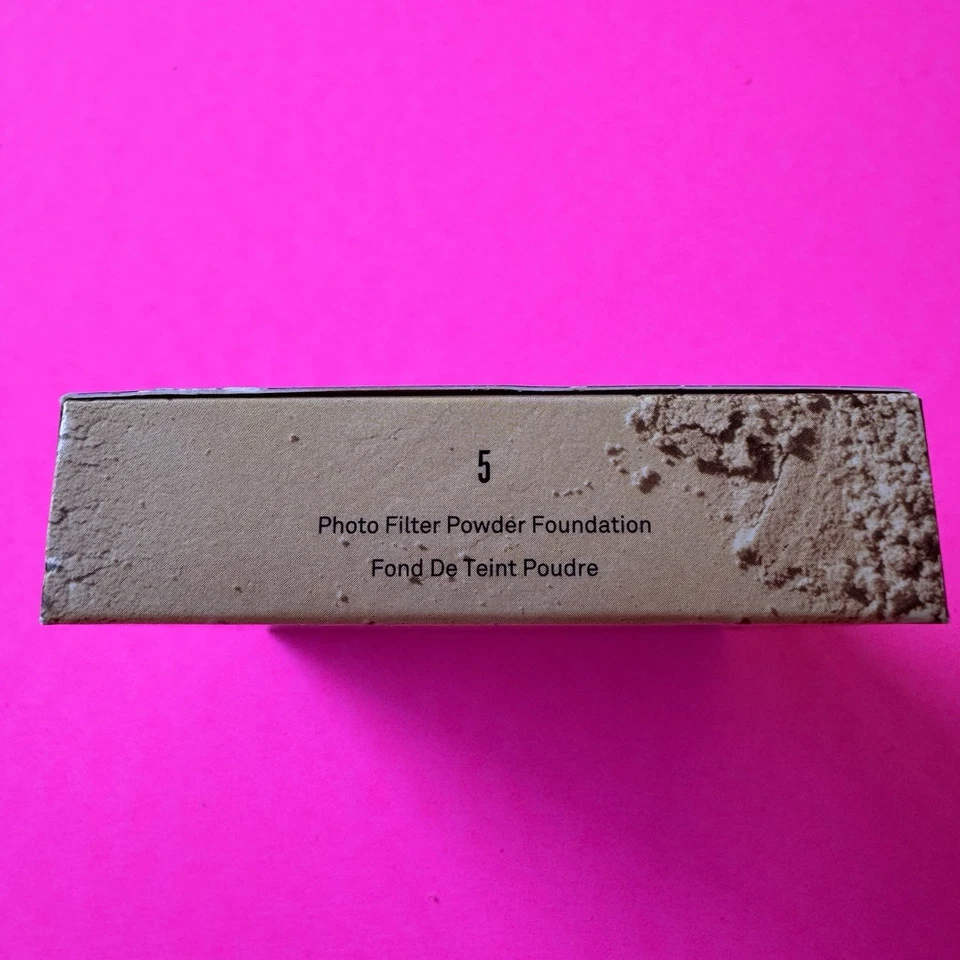 5
Photo Filter Powder Foundation
Fond De Teint Poudre